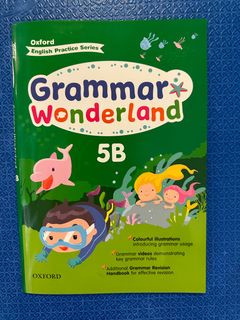 Oxford
English Practice Series
Grammar
Wonderland
5B
Colourful illustrations
introducing grammar usage
Grammar videos demonstrating
key grammar rules
Additional Grammar Revision
Handbook for effective revision
OXFORD